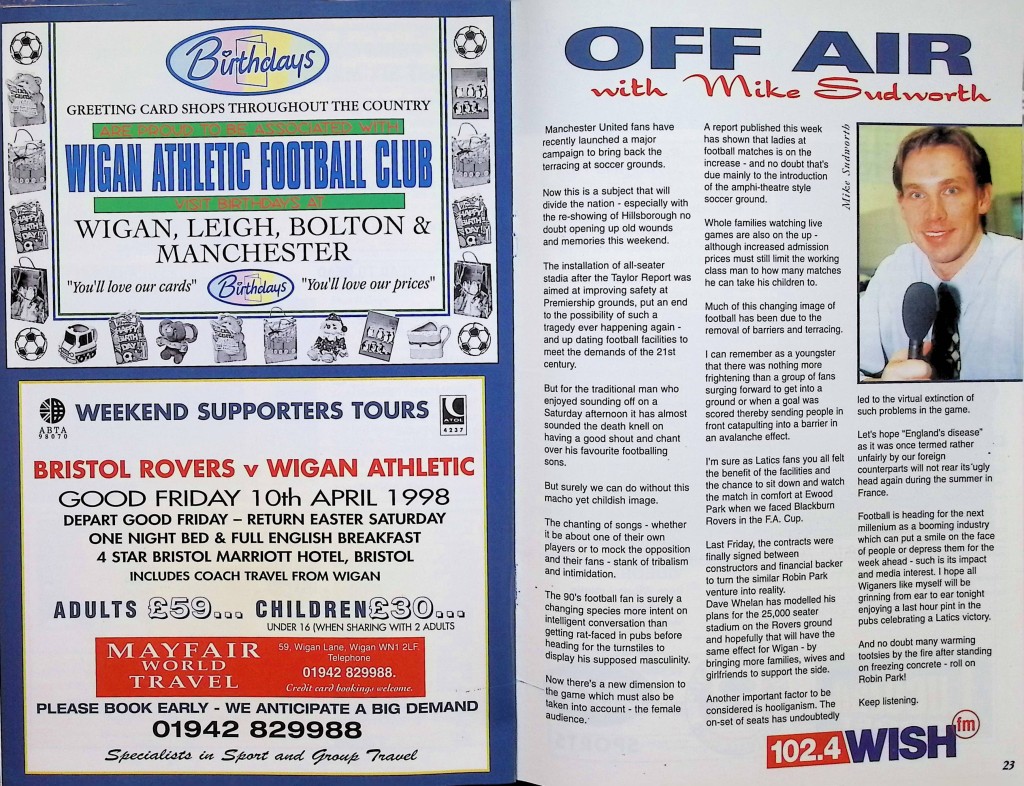 Birthdays
GREETING CARD SHOPS THROUGHOUT THE COUNTRY
ARE PROUD TO BE ASSOCIATED WITH
WIGAN ATHLETIC FOOTBALL CLUB
VISIT BIRTHDAYS AT
WIGAN, LEIGH, BOLTON &
MANCHESTER
"You'll love our cards" Birthdays "You'll love our prices"
ABTA
98070
WEEKEND SUPPORTERS TOURS
ATOL
4237
BRISTOL ROVERS v WIGAN ATHLETIC
GOOD FRIDAY 10th APRIL 1998
DEPART GOOD FRIDAY – RETURN EASTER SATURDAY
ONE NIGHT BED & FULL ENGLISH BREAKFAST
4 STAR BRISTOL MARRIOTT HOTEL, BRISTOL
INCLUDES COACH TRAVEL FROM WIGAN
ADULTS £59... CHILDREN £30...
UNDER 16 (WHEN SHARING WITH 2 ADULTS
MAYFAIR
WORLD
TRAVEL
59, Wigan Lane, Wigan WN1 2LF.
Telephone
01942 829888.
Credit card bookings welcome.
PLEASE BOOK EARLY - WE ANTICIPATE A BIG DEMAND
01942 829988
Specialists in Sport and Group Travel
OFF AIR
with Mike Sudworth
Manchester United fans have
recently launched a major
campaign to bring back the
terracing at soccer grounds.
Now this is a subject that will
divide the nation - especially with
the re-showing of Hillsborough no
doubt opening up old wounds
and memories this weekend.
The installation of all-seater
stadia after the Taylor Report was
aimed at improving safety at
Premiership grounds, put an end
to the possibility of such a
tragedy ever happening again -
and up dating football facilities to
meet the demands of the 21st
century.
But for the traditional man who
enjoyed sounding off on a
Saturday afternoon it has almost
sounded the death knell on
having a good shout and chant
over his favourite footballing
sons.
But surely we can do without this
macho yet childish image.
The chanting of songs - whether
it be about one of their own
players or to mock the opposition
and their fans - stank of tribalism
and intimidation.
The 90's football fan is surely a
changing species more intent on
intelligent conversation than
getting rat-faced in pubs before
heading for the turnstiles to
display his supposed masculinity.
Now there's a new dimension to
the game which must also be
taken into account - the female
audience.
A report published this week
has shown that ladies at
football matches is on the
increase - and no doubt that's
due mainly to the introduction
of the amphi-theatre style
soccer ground.
Whole families watching live
games are also on the up -
although increased admission
prices must still limit the working
class man to how many matches
he can take his children to.
Much of this changing image of
football has been due to the
removal of barriers and terracing.
I can remember as a youngster
that there was nothing more
frightening than a group of fans
surging forward to get into a
ground or when a goal was
scored thereby sending people in
front catapulting into a barrier in
an avalanche effect.
I'm sure as Latics fans you all felt
the benefit of the facilities and
the chance to sit down and watch
the match in comfort at Ewood
Park when we faced Blackburn
Rovers in the F.A. Cup.
Last Friday, the contracts were
finally signed between
constructors and financial backer
to turn the similar Robin Park
venture into reality.
Dave Whelan has modelled his
plans for the 25,000 seater
stadium on the Rovers ground
and hopefully that will have the
same effect for Wigan - by
bringing more families, wives and
girlfriends to support the side.
Another important factor to be
considered is hooliganism. The
on-set of seats has undoubtedly
Mike Sudworth
led to the virtual extinction of
such problems in the game.
Let's hope "England's disease"
as it was once termed rather
unfairly by our foreign
counterparts will not rear its ugly
head again during the summer in
France.
Football is heading for the next
millenium as a booming industry
which can put a smile on the face
of people or depress them for the
week ahead - such is its impact
and media interest. I hope all
Wiganers like myself will be
grinning from ear to ear tonight
enjoying a last hour pint in the
pubs celebrating a Latics victory.
And no doubt many warming
tootsies by the fire after standing
on freezing concrete - roll on
Robin Park!
Keep listening.
102.4 WISH fm
23